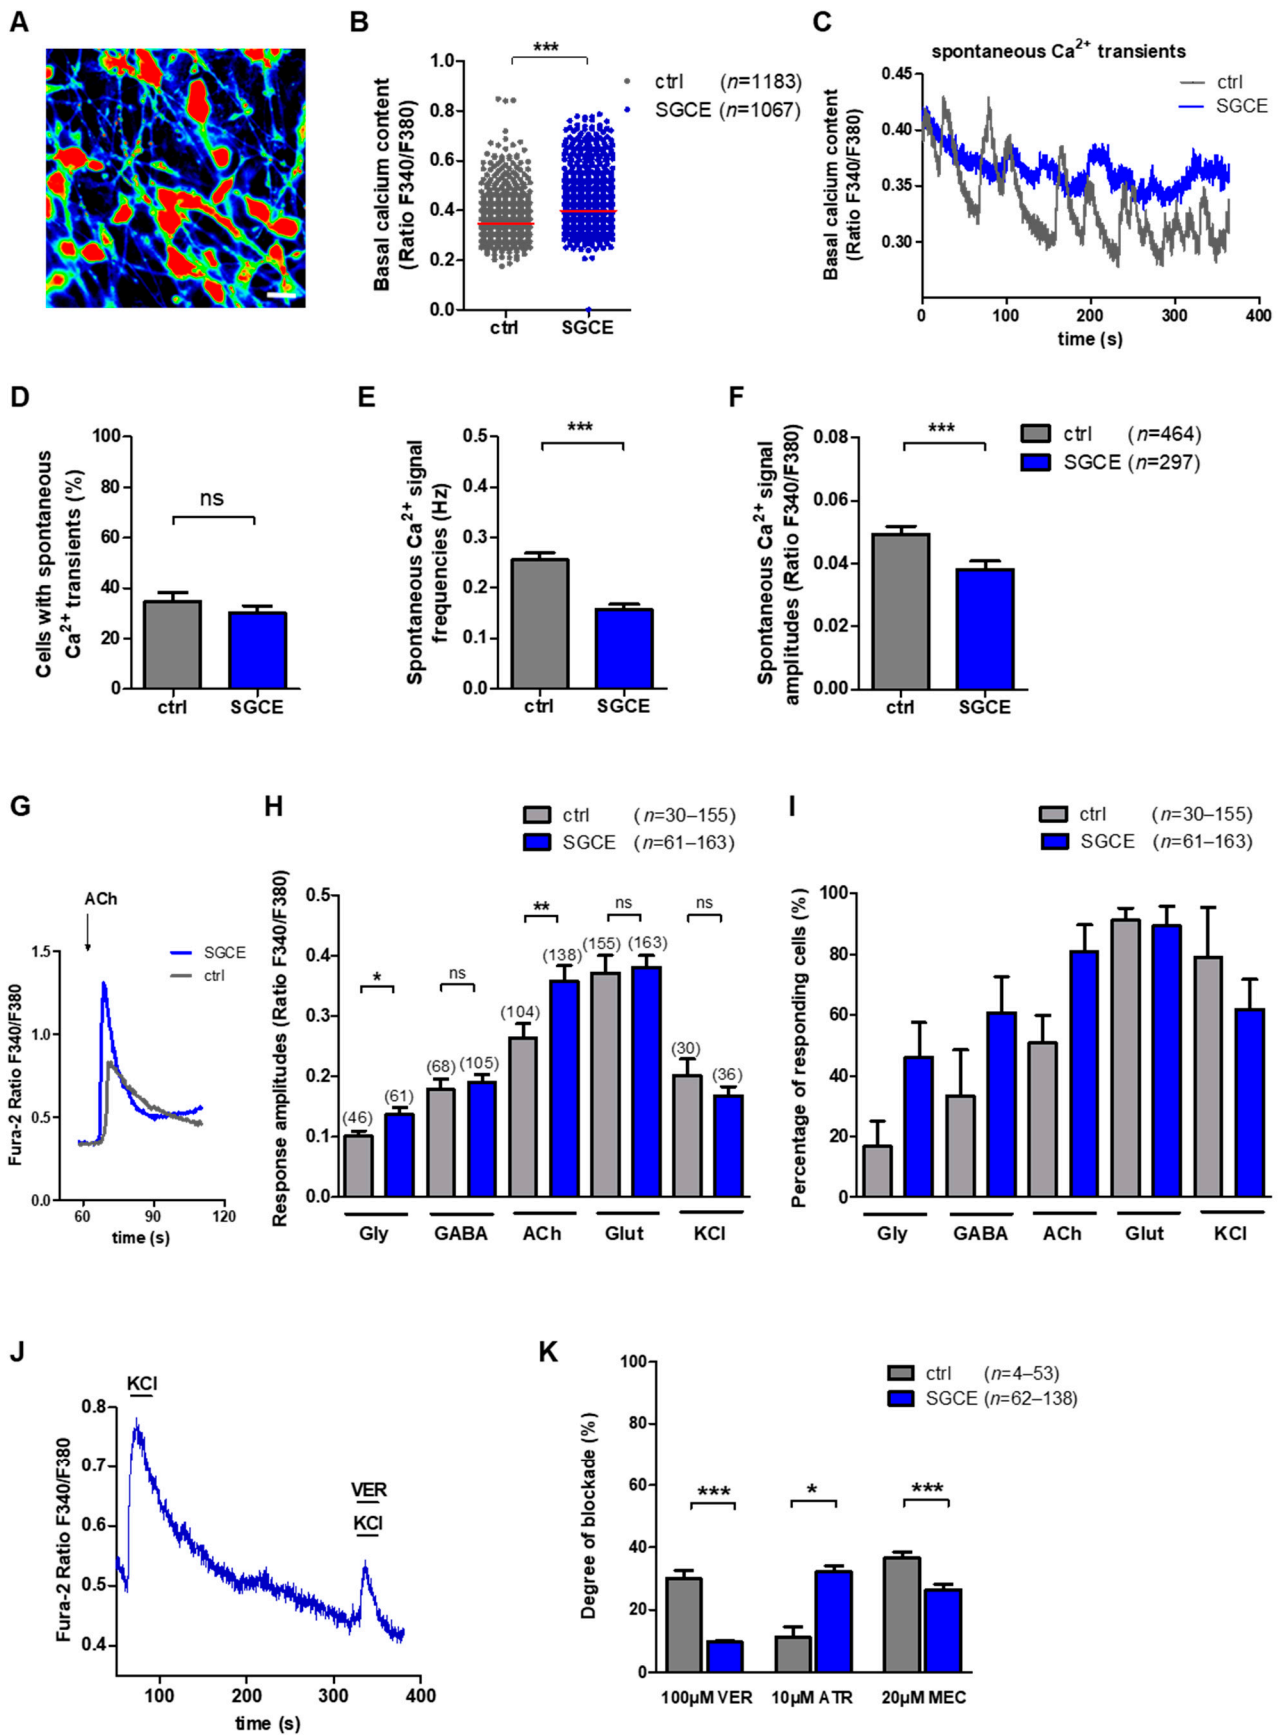 A
B
***
ctrl (n=1183)
SGCE (n=1067)
Basal calcium content
(Ratio F340/F380)
1.0
0.8
0.6
0.4
0.2
0.0
ctrl SGCE
C
spontaneous Ca2+ transients
ctrl
SGCE
Basal calcium content
(Ratio F340/F380)
0.45
0.40
0.35
0.30
0 100 200 300 400
time (s)
D
Cells with spontaneous
Ca2+ transients (%)
100
80
60
40
20
0
ns
ctrl SGCE
E
Spontaneous Ca2+ signal
frequencies (Hz)
0.5
0.4
0.3
0.2
0.1
0.0
***
ctrl SGCE
F
Spontaneous Ca2+ signal
amplitudes (Ratio F340/F380)
0.08
0.06
0.04
0.02
0.00
***
ctrl (n=464)
SGCE (n=297)
ctrl SGCE
G
ACh
SGCE
ctrl
Fura-2 Ratio F340/F380
1.5
1.0
0.5
0.0
60 90 120
time (s)
H
ctrl (n=30–155)
SGCE (n=61–163)
Response amplitudes (Ratio F340/F380)
0.5
0.4
0.3
0.2
0.1
0.0
* ns ** ns ns
(46) (61) (68) (105) (104) (138) (155) (163) (30) (36)
Gly GABA ACh Glut KCl
I
ctrl (n=30–155)
SGCE (n=61–163)
Percentage of responding cells (%)
100
80
60
40
20
0
Gly GABA ACh Glut KCl
J
KCl
VER
KCl
Fura-2 Ratio F340/F380
0.8
0.7
0.6
0.5
0.4
100 200 300 400
time (s)
K
ctrl (n=4–53)
SGCE (n=62–138)
Degree of blockade (%)
100
80
60
40
20
0
*** * ***
100µM VER 10µM ATR 20µM MEC